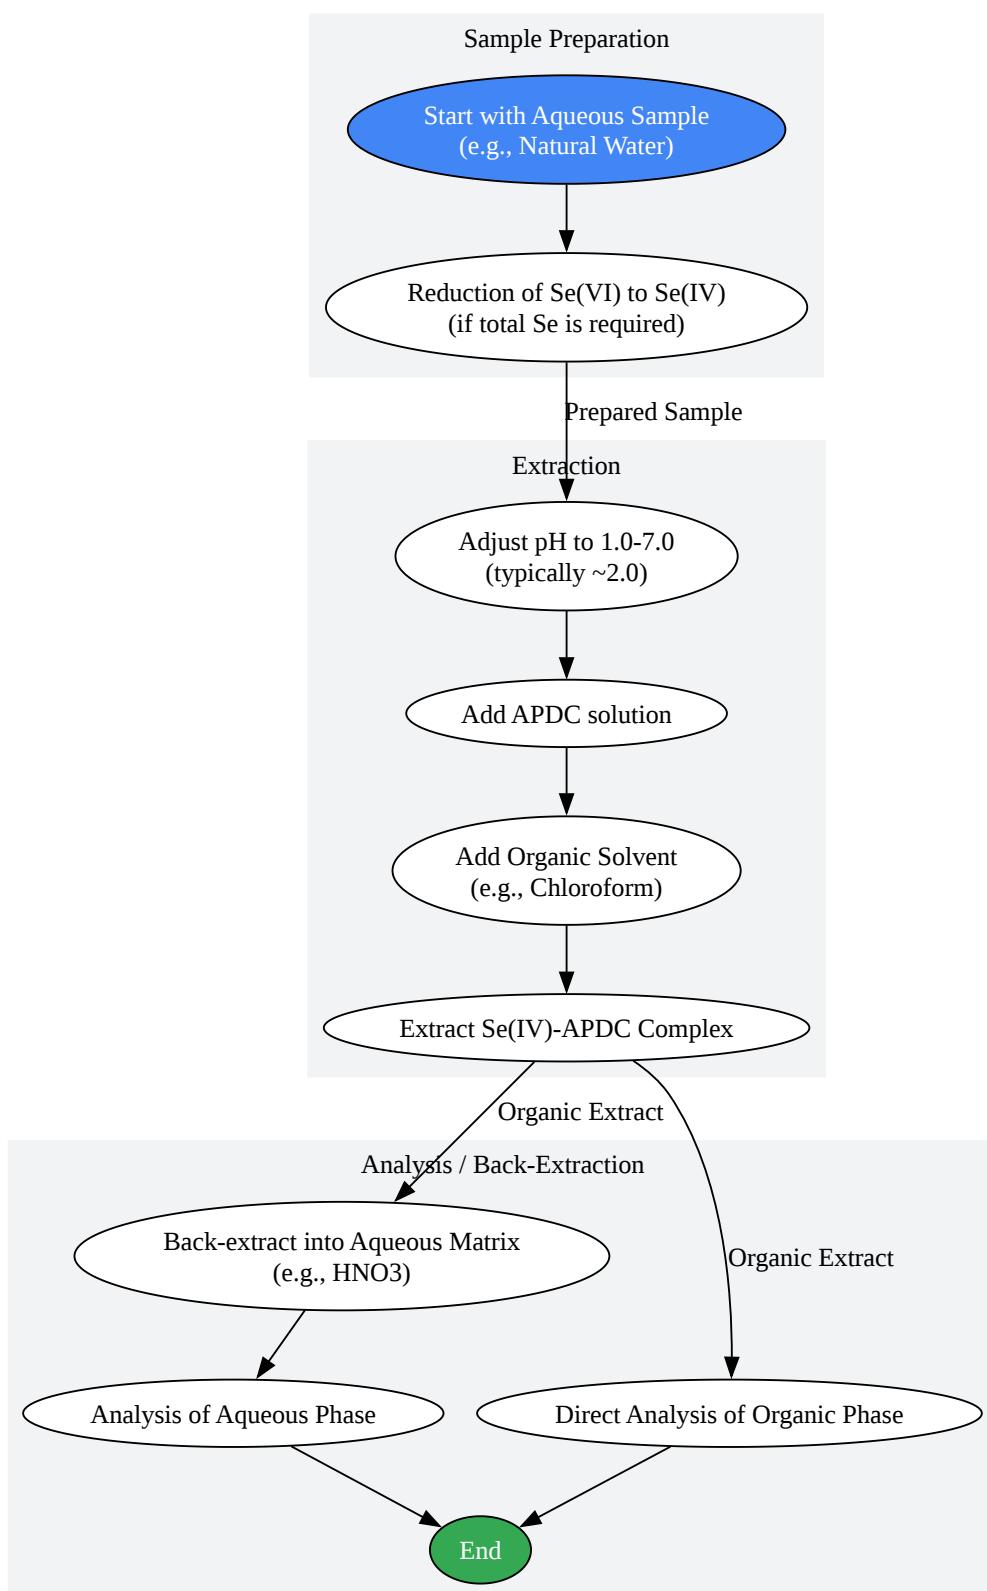 Sample Preparation
Start with Aqueous Sample
(e.g., Natural Water)
Reduction of Se(VI) to Se(IV)
(if total Se is required)
Prepared Sample
Extraction
Adjust pH to 1.0-7.0
(typically ~2.0)
Add APDC solution
Add Organic Solvent
(e.g., Chloroform)
Extract Se(IV)-APDC Complex
Organic Extract
Analysis / Back-Extraction
Back-extract into Aqueous Matrix
(e.g., HNO3)
Organic Extract
Analysis of Aqueous Phase
Direct Analysis of Organic Phase
End